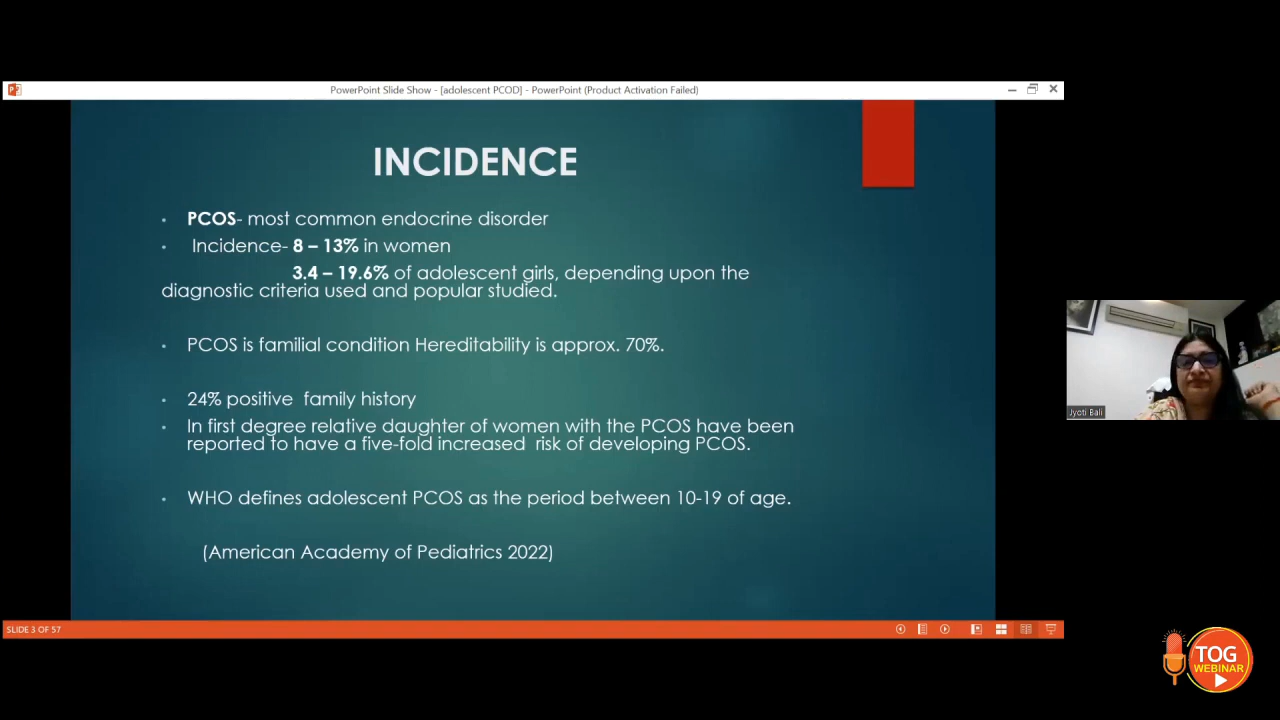 PowerPoint Slide Show - [adolescent PCOD] - PowerPoint (Product Activation Failed)
INCIDENCE
• PCOS- most common endocrine disorder
• Incidence- 8 – 13% in women
3.4 – 19.6% of adolescent girls, depending upon the
diagnostic criteria used and popular studied.
• PCOS is familial condition Hereditability is approx. 70%.
• 24% positive family history
• In first degree relative daughter of women with the PCOS have been
reported to have a five-fold increased risk of developing PCOS.
• WHO defines adolescent PCOS as the period between 10-19 of age.
(American Academy of Pediatrics 2022)
Jyoti Bali
SLIDE 3 OF 57
TOG
WEBINAR